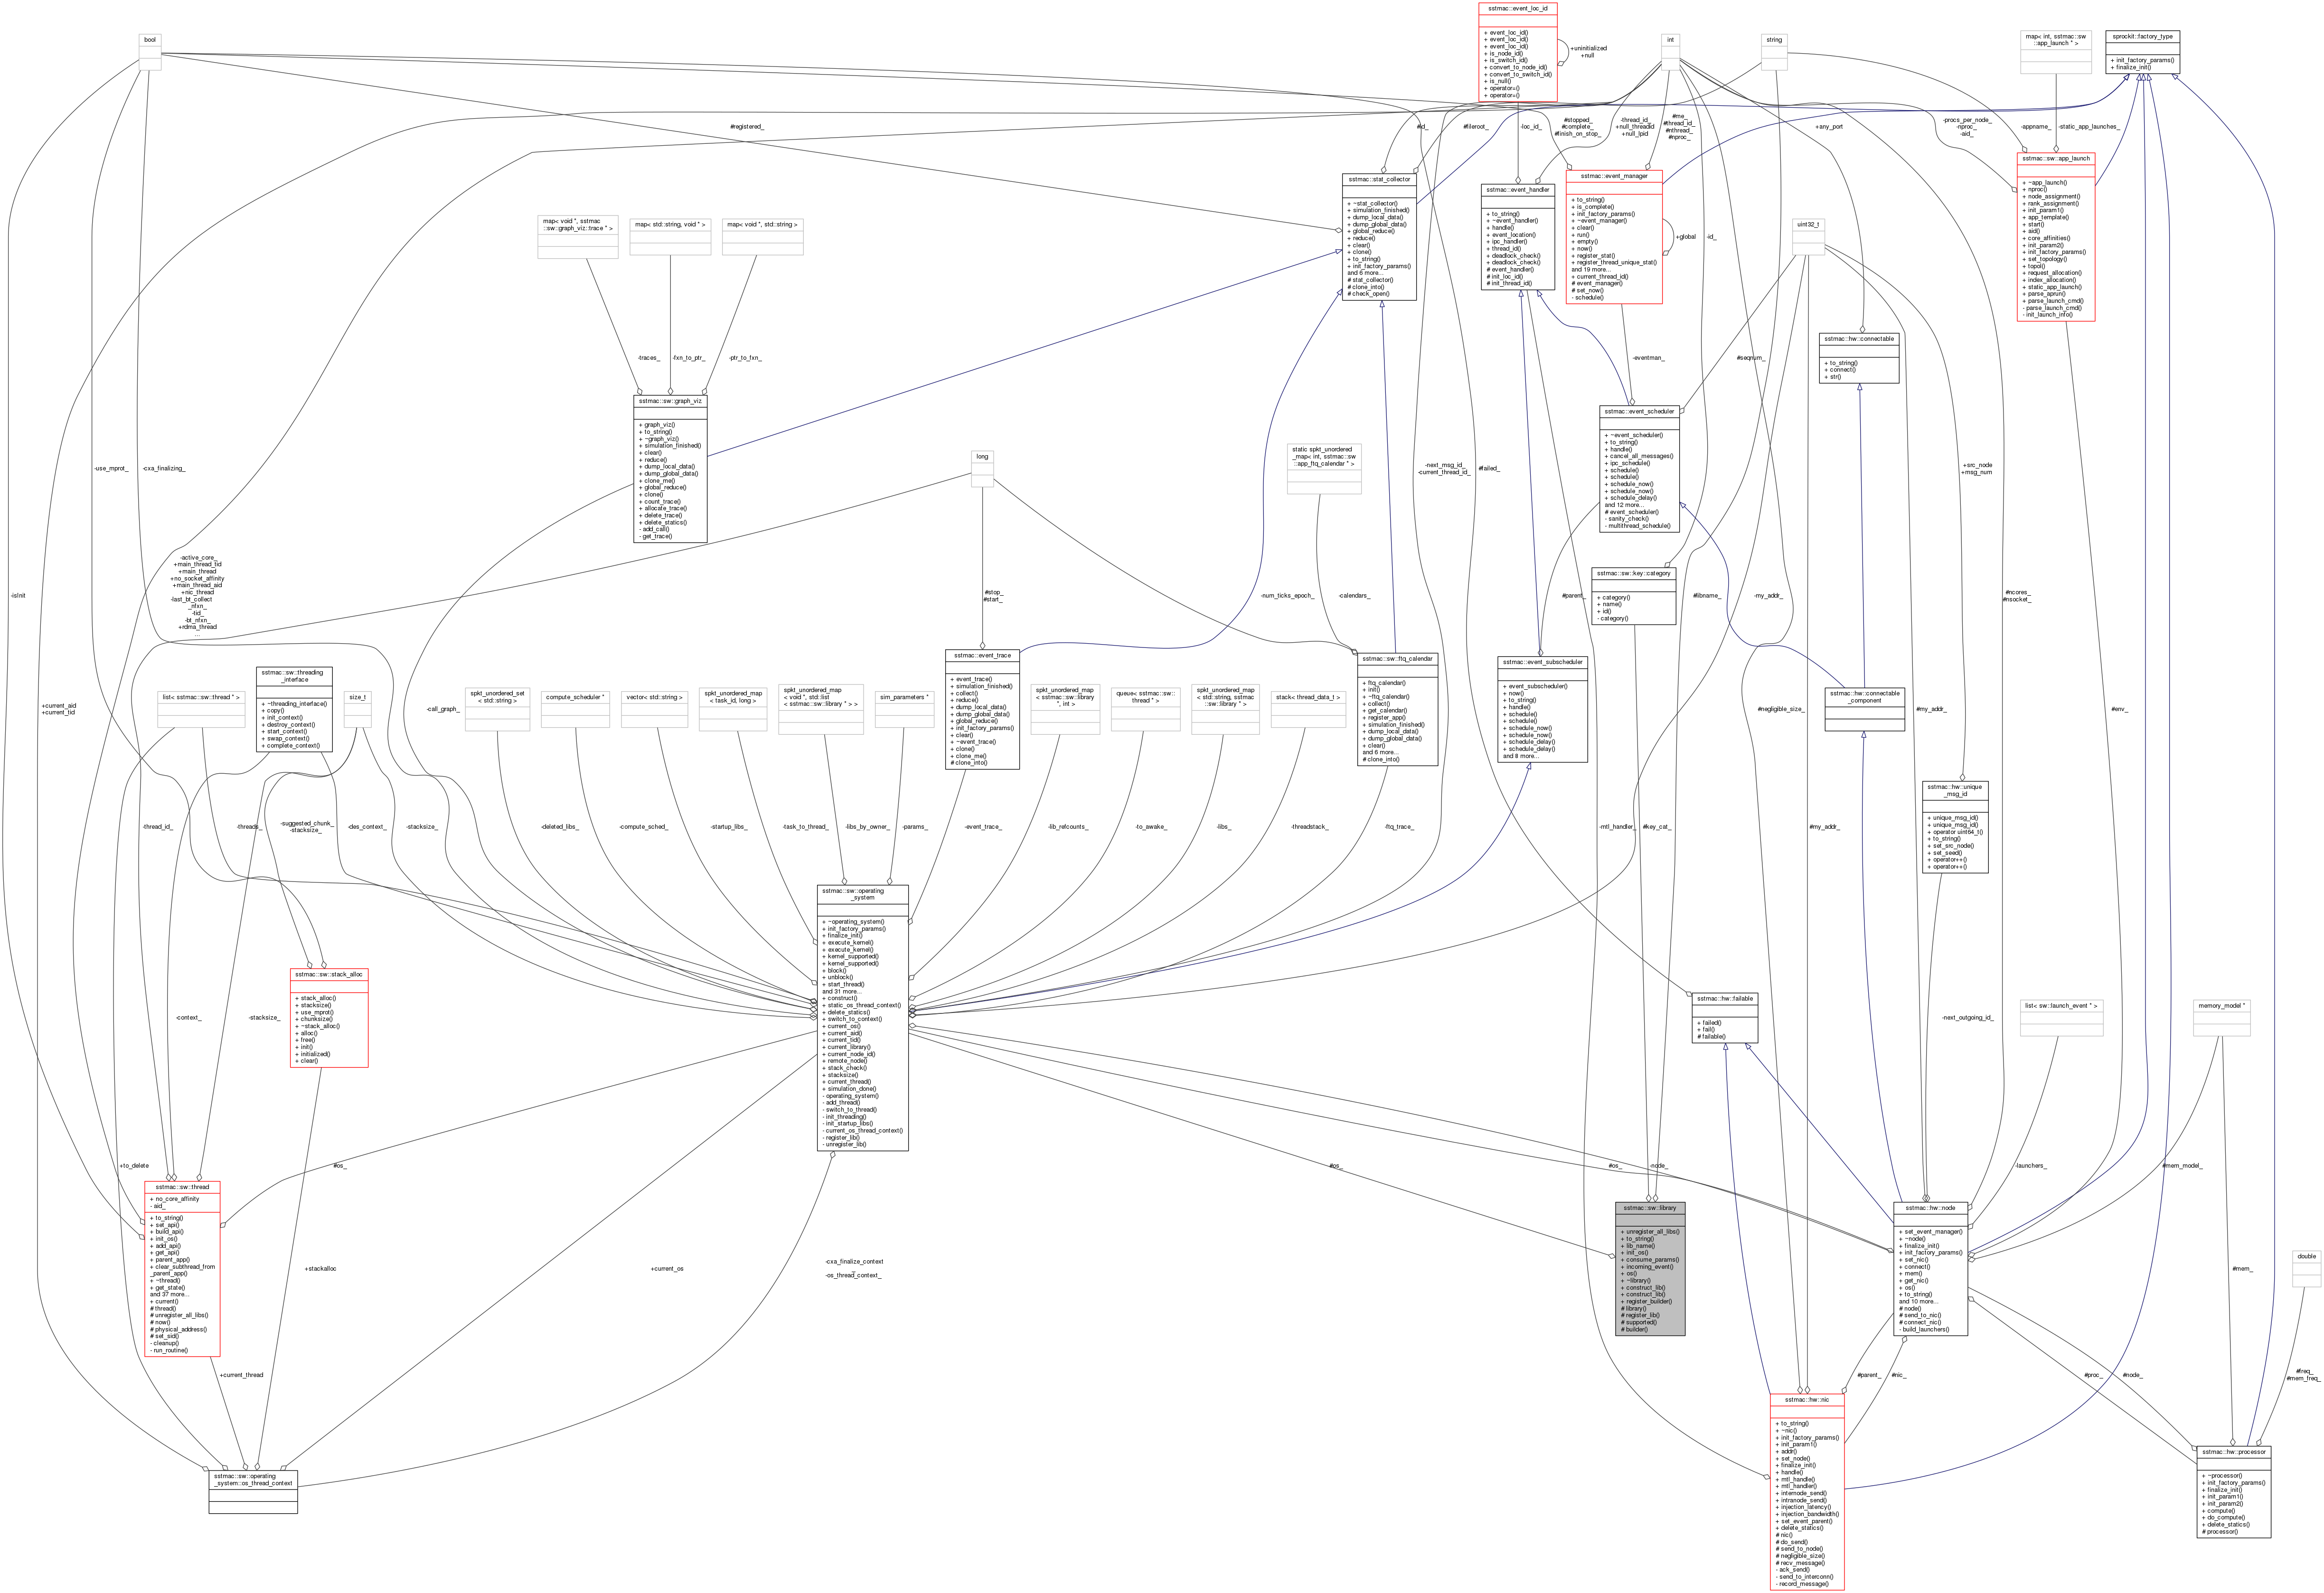 sstmac::event_loc_id
+ event_loc_id()
+ event_loc_id()
+ event_loc_id()
+ is_node_id()
+ is_switch_id()
+ convert_to_node_id()
+ convert_to_switch_id()
+ is_null()
+ operator=()
+ operator=()
+uninitialized
+null
bool
int
string
map< int, sstmac::sw
::app_launch * >
sprockit::factory_type
+ init_factory_params()
+ finalize_init()
#registered_
#id_
#fileroot_
-loc_id_
#stopped_
#complete_
#finish_on_stop_
-thread_id_
+null_threadid
+null_lpid
#me_
#thread_id_
#nthread_
#nproc_
+any_port
-procs_per_node_
-nproc_
-aid_
-appname_
-static_app_launches_
sstmac::stat_collector
+ ~stat_collector()
+ simulation_finished()
+ dump_local_data()
+ dump_global_data()
+ global_reduce()
+ reduce()
+ clear()
+ clone()
+ to_string()
+ init_factory_params()
and 6 more...
# stat_collector()
# clone_into()
# check_open()
sstmac::event_handler
+ to_string()
+ ~event_handler()
+ handle()
+ event_location()
+ ipc_handler()
+ thread_id()
+ deadlock_check()
+ deadlock_check()
# event_handler()
# init_loc_id()
# init_thread_id()
sstmac::event_manager
+ to_string()
+ is_complete()
+ init_factory_params()
+ ~event_manager()
+ clear()
+ run()
+ empty()
+ now()
+ register_stat()
+ register_thread_unique_stat()
and 19 more...
+ current_thread_id()
# event_manager()
# set_now()
- schedule()
+global
-id_
sstmac::sw::app_launch
+ ~app_launch()
+ nproc()
+ node_assignment()
+ rank_assignment()
+ init_param1()
+ app_template()
+ start()
+ aid()
+ core_affinities()
+ init_param2()
+ init_factory_params()
+ set_topology()
+ topol()
+ request_allocation()
+ index_allocation()
+ static_app_launch()
+ parse_aprun()
+ parse_launch_cmd()
- parse_launch_cmd()
- init_launch_info()
map< void *, sstmac
::sw::graph_viz::trace * >
map< std::string, void * >
map< void *, std::string >
uint32_t
-traces_
-fxn_to_ptr_
-ptr_to_fxn_
-eventman_
#seqnum_
sstmac::hw::connectable
+ to_string()
+ connect()
+ str()
sstmac::sw::graph_viz
+ graph_viz()
+ to_string()
+ ~graph_viz()
+ simulation_finished()
+ clear()
+ reduce()
+ dump_local_data()
+ dump_global_data()
+ clone_me()
+ global_reduce()
+ clone()
+ count_trace()
+ allocate_trace()
+ delete_trace()
+ delete_statics()
- add_call()
- get_trace()
sstmac::event_scheduler
+ ~event_scheduler()
+ to_string()
+ handle()
+ cancel_all_messages()
+ ipc_schedule()
+ schedule()
+ schedule()
+ schedule_now()
+ schedule_now()
+ schedule_delay()
and 12 more...
# event_scheduler()
- sanity_check()
- multithread_schedule()
-use_mprot_
-cxa_finalizing_
long
static spkt_unordered
_map< int, sstmac::sw
::app_ftq_calendar * >
-next_msg_id_
-current_thread_id_
#failed_
+src_node
+msg_num
-isInit
-active_core_
+main_thread_tid
+main_thread
+no_socket_affinity
+main_thread_aid
+nic_thread
-last_bt_collect
_nfxn_
-tid_
-bt_nfxn_
+rdma_thread
...
#stop_
#start_
-num_ticks_epoch_
-calendars_
#parent_
sstmac::sw::key::category
+ category()
+ name()
+ id()
- category()
#libname_
-my_addr_
#ncores_
#nsocket_
+current_aid
+current_tid
list< sstmac::sw::thread * >
sstmac::sw::threading
_interface
+ ~threading_interface()
+ copy()
+ init_context()
+ destroy_context()
+ start_context()
+ swap_context()
+ complete_context()
size_t
-call_graph_
spkt_unordered_set
< std::string >
compute_scheduler *
vector< std::string >
spkt_unordered_map
< task_id, long >
spkt_unordered_map
< void *, std::list
< sstmac::sw::library * > >
sim_parameters *
sstmac::event_trace
+ event_trace()
+ simulation_finished()
+ collect()
+ reduce()
+ dump_local_data()
+ dump_global_data()
+ global_reduce()
+ init_factory_params()
+ clear()
+ ~event_trace()
+ clone()
+ clone_me()
# clone_into()
spkt_unordered_map
< sstmac::sw::library
*, int >
queue< sstmac::sw::
thread * >
spkt_unordered_map
< std::string, sstmac
::sw::library * >
stack< thread_data_t >
sstmac::sw::ftq_calendar
+ ftq_calendar()
+ init()
+ ~ftq_calendar()
+ collect()
+ get_calendar()
+ register_app()
+ simulation_finished()
+ dump_local_data()
+ dump_global_data()
+ clear()
and 6 more...
# clone_into()
sstmac::event_subscheduler
+ event_subscheduler()
+ now()
+ to_string()
+ handle()
+ schedule()
+ schedule()
+ schedule_now()
+ schedule_now()
+ schedule_delay()
+ schedule_delay()
and 8 more...
#negligible_size_
sstmac::hw::connectable
_component
#my_addr_
#env_
-thread_id_
-threads_
-suggested_chunk_
-stacksize_
-des_context_
-stacksize_
-deleted_libs_
-compute_sched_
-startup_libs_
-task_to_thread_
-libs_by_owner_
-params_
-event_trace_
-lib_refcounts_
-to_awake_
-libs_
-threadstack_
-ftq_trace_
-mtl_handler_
#key_cat_
#my_addr_
sstmac::hw::unique
_msg_id
+ unique_msg_id()
+ unique_msg_id()
+ operator uint64_t()
+ to_string()
+ set_src_node()
+ set_seed()
+ operator++()
+ operator++()
sstmac::sw::operating
_system
+ ~operating_system()
+ init_factory_params()
+ finalize_init()
+ execute_kernel()
+ execute_kernel()
+ kernel_supported()
+ kernel_supported()
+ block()
+ unblock()
+ start_thread()
and 31 more...
+ construct()
+ static_os_thread_context()
+ delete_statics()
+ switch_to_context()
+ current_os()
+ current_aid()
+ current_tid()
+ current_library()
+ current_node_id()
+ remote_node()
+ stack_check()
+ stacksize()
+ current_thread()
+ simulation_done()
- operating_system()
- add_thread()
- switch_to_thread()
- init_threading()
- init_startup_libs()
- current_os_thread_context()
- register_lib()
- unregister_lib()
-context_
-stacksize_
sstmac::sw::stack_alloc
+ stack_alloc()
+ stacksize()
+ use_mprot()
+ chunksize()
+ ~stack_alloc()
+ alloc()
+ free()
+ init()
+ initialized()
+ clear()
sstmac::hw::failable
+ failed()
+ fail()
# failable()
-next_outgoing_id_
list< sw::launch_event * >
memory_model *
+to_delete
#os_
#os_
#os_
-node_
-launchers_
#mem_model_
sstmac::sw::thread
+ no_core_affinity
- aid_
+ to_string()
+ set_api()
+ build_api()
+ init_os()
+ add_api()
+ get_api()
+ parent_app()
+ clear_subthread_from
_parent_app()
+ ~thread()
+ get_state()
and 37 more...
+ current()
# thread()
# unregister_all_libs()
# now()
# physical_address()
# set_sid()
- cleanup()
- run_routine()
+stackalloc
+current_os
-cxa_finalize_context
_
-os_thread_context_
sstmac::sw::library
+ unregister_all_libs()
+ to_string()
+ lib_name()
+ init_os()
+ consume_params()
+ incoming_event()
+ os()
+ ~library()
+ construct_lib()
+ construct_lib()
+ register_builder()
# library()
# register_lib()
# supported()
# builder()
sstmac::hw::node
+ set_event_manager()
+ ~node()
+ finalize_init()
+ init_factory_params()
+ set_nic()
+ connect()
+ mem()
+ get_nic()
+ os()
+ to_string()
and 10 more...
# node()
# send_to_nic()
# connect_nic()
- build_launchers()
#mem_
double
+current_thread
#parent_
#nic_
#proc_
#node_
#freq_
#mem_freq_
sstmac::sw::operating
_system::os_thread_context
sstmac::hw::nic
+ to_string()
+ ~nic()
+ init_factory_params()
+ init_param1()
+ addr()
+ set_node()
+ finalize_init()
+ handle()
+ mtl_handle()
+ mtl_handler()
+ internode_send()
+ intranode_send()
+ injection_latency()
+ injection_bandwidth()
+ set_event_parent()
+ delete_statics()
# nic()
# do_send()
# send_to_node()
# negligible_size()
# recv_message()
- ack_send()
- send_to_interconn()
- record_message()
sstmac::hw::processor
+ ~processor()
+ init_factory_params()
+ finalize_init()
+ init_param1()
+ init_param2()
+ compute()
+ do_compute()
+ delete_statics()
# processor()